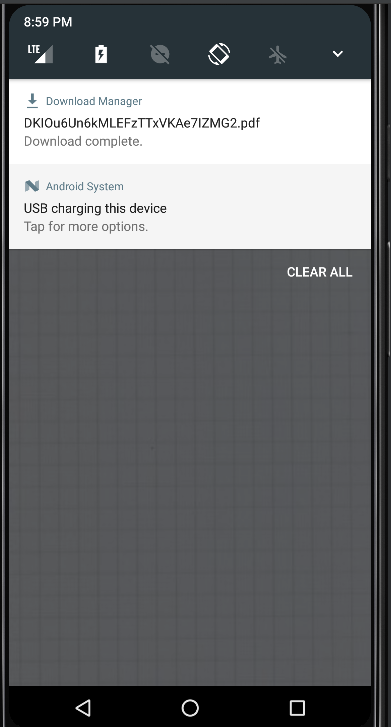 8:59 PM
LTE
Download Manager
DKIOu6Un6kMLEFzTTxVKAe7IZMG2.pdf
Download complete.
Android System
USB charging this device
Tap for more options.
CLEAR ALL